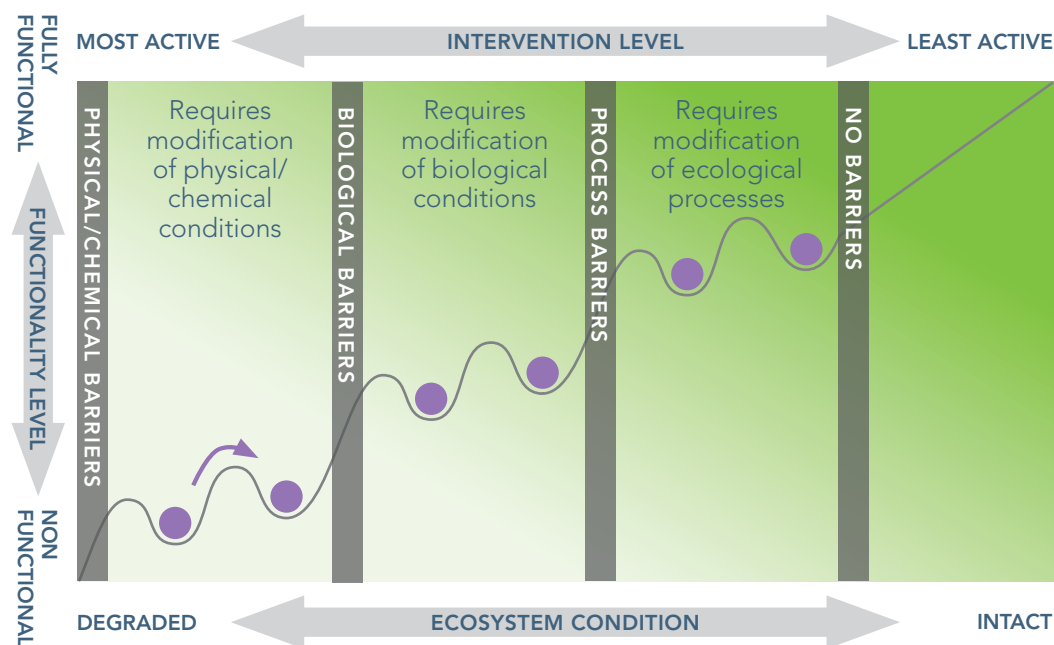 FULLY
FUNCTIONAL
MOST ACTIVE
INTERVENTION LEVEL
LEAST ACTIVE
FUNCTIONALITY LEVEL
PHYSICAL/CHEMICAL BARRIERS
Requires
modification
of physical/
chemical
conditions
BIOLOGICAL BARRIERS
Requires
modification
of biological
conditions
PROCESS BARRIERS
Requires
modification
of ecological
processes
NO BARRIERS
NON
FUNCTIONAL
DEGRADED
ECOSYSTEM CONDITION
INTACT